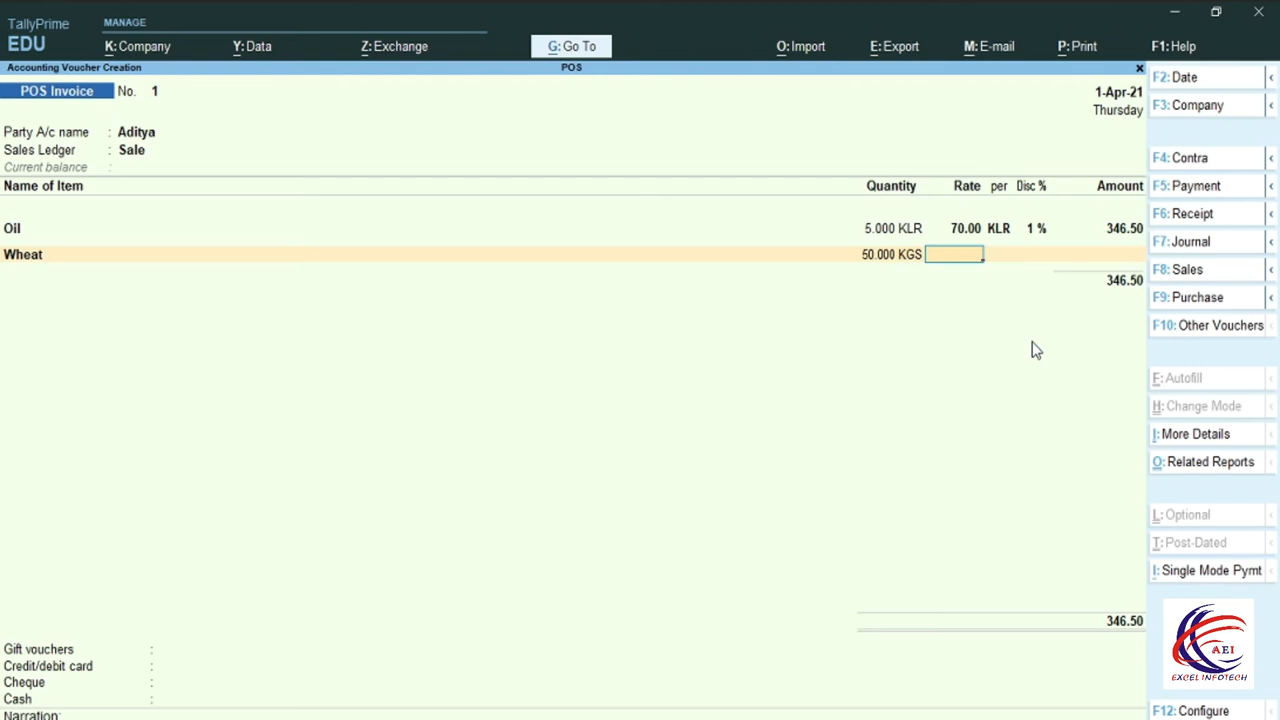 TallyPrime
EDU
MANAGE
K: Company
Y: Data
Z: Exchange
G: Go To
O: Import
E: Export
M: E-mail
P: Print
F1: Help
Accounting Voucher Creation
POS
POS Invoice No. 1
1-Apr-21
Thursday
Party A/c name : Aditya
Sales Ledger : Sale
Current balance :
Name of Item Quantity Rate per Disc % Amount
Oil 5.000 KLR 70.00 KLR 1 % 346.50
Wheat 50.000 KGS
346.50
346.50
Gift vouchers :
Credit/debit card :
Cheque :
Cash :
Narration:
F2: Date
F3: Company
F4: Contra
F5: Payment
F6: Receipt
F7: Journal
F8: Sales
F9: Purchase
F10: Other Vouchers
F: Autofill
H: Change Mode
I: More Details
O: Related Reports
L: Optional
T: Post-Dated
I: Single Mode Pymt
AEI
EXCEL INFOTECH
F12: Configure